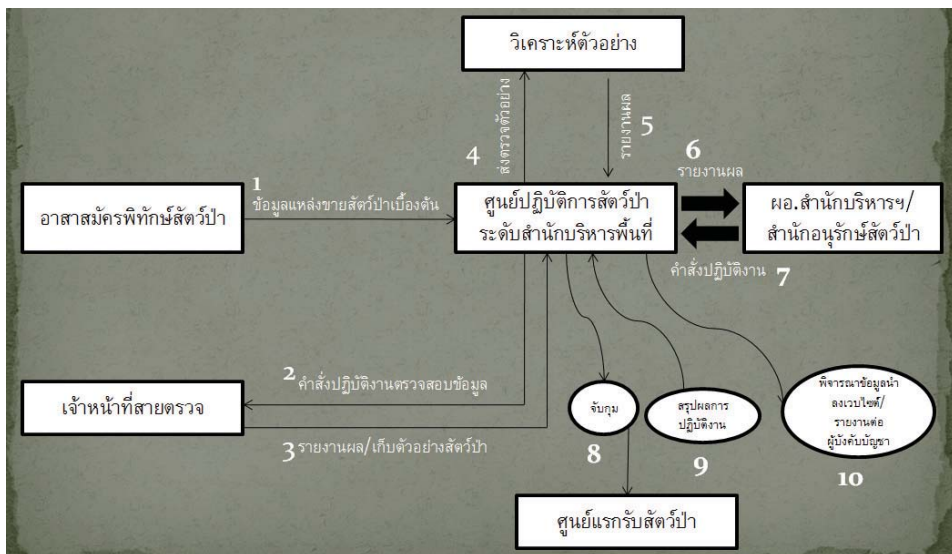 วิเคราะห์ตัวอย่าง
4
ส่งตรวจตัวอย่าง
รายงานผล
5
6
รายงานผล
1
ข้อมูลแหล่งขายสัตว์ป่าเบื้องต้น
อาสาสมัครพิทักษ์สัตว์ป่า
ศูนย์ปฏิบัติการสัตว์ป่า
ระดับสำนักบริหารพื้นที่
ผอ.สำนักบริหารฯ/
สำนักอนุรักษ์สัตว์ป่า
คำสั่งปฏิบัติงาน 7
2 คำสั่งปฏิบัติงานตรวจสอบข้อมูล
เจ้าหน้าที่สายตรวจ
3 รายงานผล/เก็บตัวอย่างสัตว์ป่า
จับกุม
8
สรุปผลการ
ปฏิบัติงาน
9
พิจารณาข้อมูลนำ
ลงเวบไซต์/
รายงานต่อ
ผู้บังคับบัญชา
10
ศูนย์แรกรับสัตว์ป่า